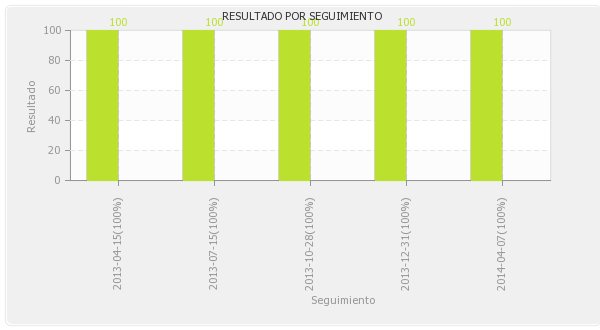 RESULTADO POR SEGUIMIENTO
100 100 100 100 100
Resultado
100
80
60
40
20
0
2013-04-15(100%)
2013-07-15(100%)
2013-10-28(100%)
2013-12-31(100%)
2014-04-07(100%)
Seguimiento